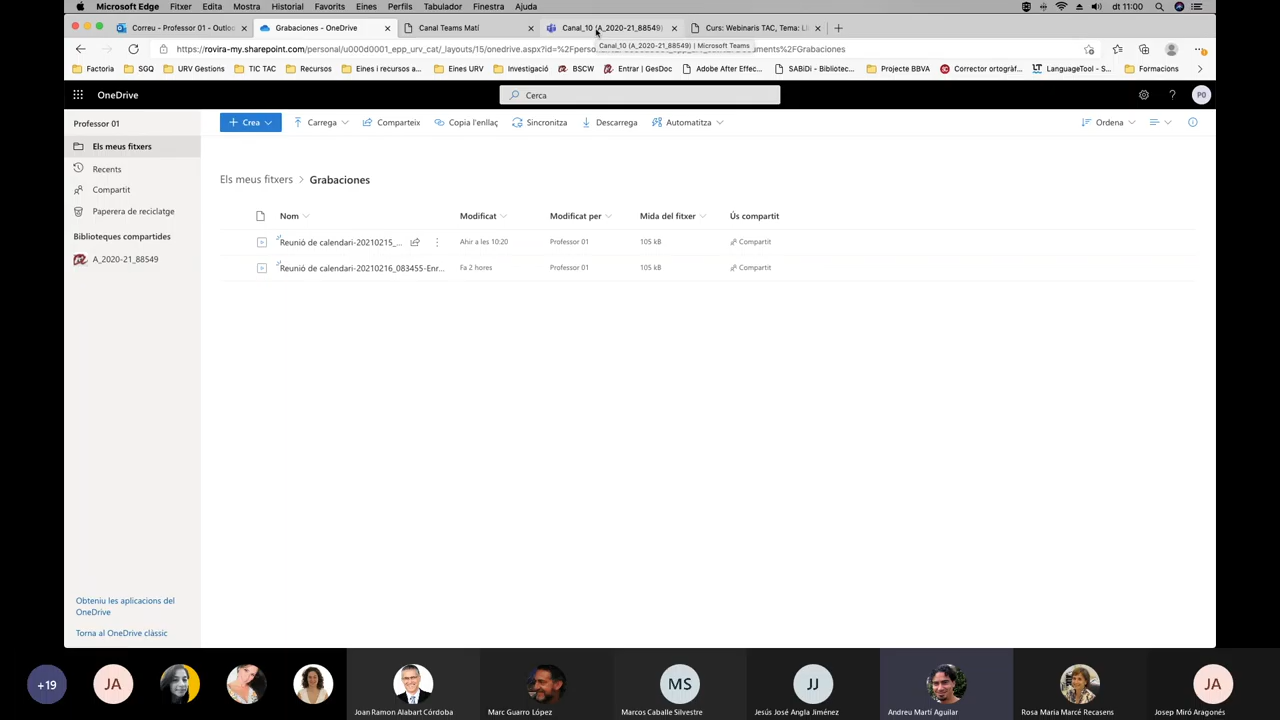 Microsoft Edge Fitxer Edita Mostra Historial Favorits Eines Perfils Tabulador Finestra Ajuda dt 11:00
Correu - Professor 01 - Outlo Grabaciones - OneDrive Canal Teams Matí Canal_10 (A_2020-21_88549) Curs: Webinaris TAC, Tema: Ll
Canal_10 (A_2020-21_88549) | Microsoft Teams
https://rovira-my.sharepoint.com/personal/u000d0001_epp_urv_cat/_layouts/15/onedrive.aspx?id=%2Fpers
uments%2FGrabaciones
Factoria SGQ URV Gestions TIC TAC Recursos Eines i recursos a... Eines URV Investigació BSCW Entrar | GesDoc Adobe After Effec... SABiDi - Bibliotec... Projecte BBVA Corrector ortogràf... LanguageTool - S... Formacions
OneDrive Cerca P0
Professor 01 Crea Carrega Comparteix Copia l'enllaç Sincronitza Descarrega Automatitza Ordena
Els meus fitxers
Recents
Compartit
Paperera de reciclatge
Biblioteques compartides
A_2020-21_88549
Els meus fitxers > Grabaciones
Nom Modificat Modificat per Mida del fitxer Ús compartit
Reunió de calendari-20210215_... Ahir a les 10:20 Professor 01 105 kB Compartit
Reunió de calendari-20210216_083455-Enr... Fa 2 hores Professor 01 105 kB Compartit
Obteniu les aplicacions del
OneDrive
Torna al OneDrive clàssic
+19 JA MS JJ JA
Joan Ramon Alabart Córdoba Marc Guarro López Marcos Caballe Silvestre Jesús José Angla Jiménez Andreu Martí Aguilar Rosa Maria Marcé Recasens Josep Miró Aragonés